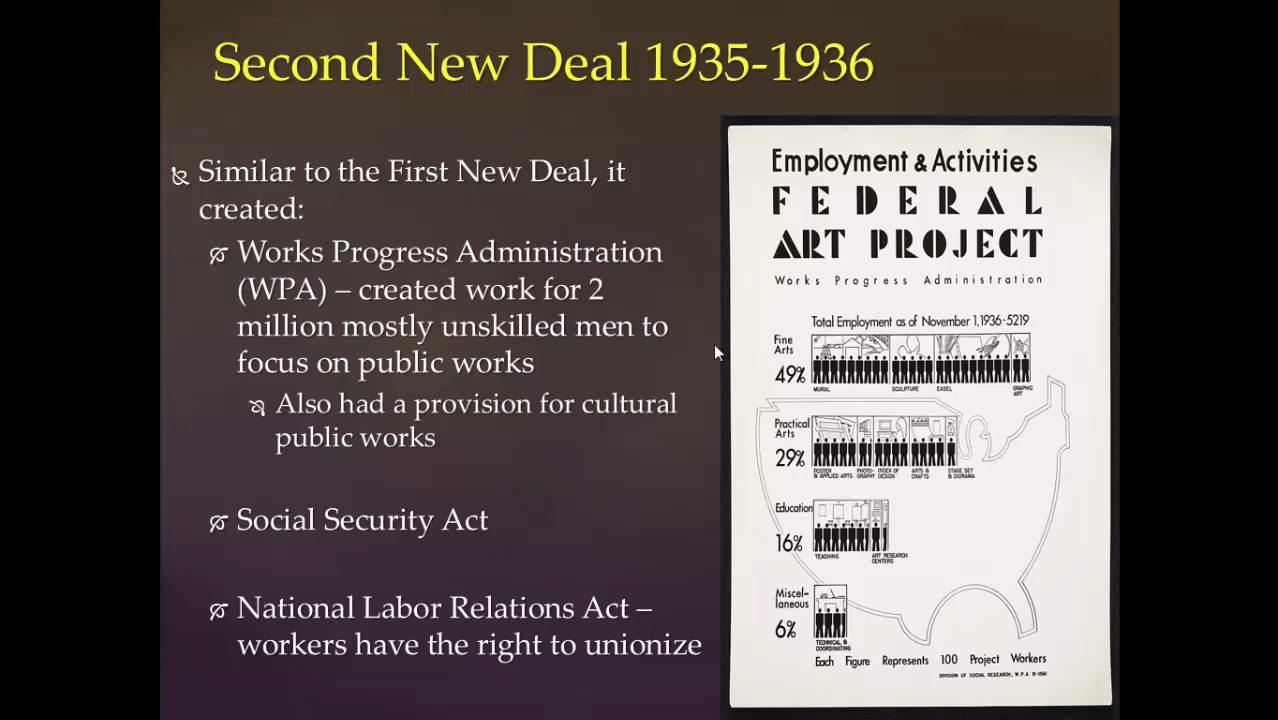 Second New Deal 1935-1936
Similar to the First New Deal, it
created:
Works Progress Administration
(WPA) – created work for 2
million mostly unskilled men to
focus on public works
Also had a provision for cultural
public works
Social Security Act
National Labor Relations Act –
workers have the right to unionize
Employment & Activities
FEDERAL
ART PROJECT
Works Progress Administration
Total Employment as of November 1, 1936-5219
Fine
Arts
49%
MURAL SCULPTURE EASEL GRAPHIC
ART
Practical
Arts
29%
POSTER PHOTO- INDEX OF ARTS & STAGE SET
& APPLIED ARTS GRAPHY DESIGN CRAFTS & DIORAMA
Education
16%
TEACHING ART RESEARCH
CENTERS
Miscel-
laneous
6%
TECHNICAL &
COORDINATING
Each Figure Represents 100 Project Workers
DIVISION OF SOCIAL RESEARCH, W.P.A.